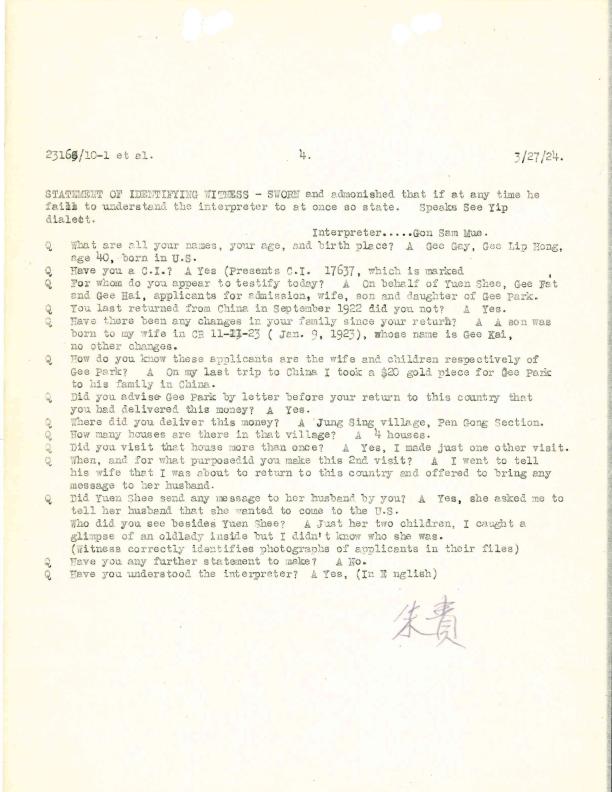 23166/10-1 et al. 4. 3/27/24.
STATEMENT OF IDENTIFYING WITNESS - SWORN and admonished that if at any time he
fails to understand the interpreter to at once so state. Speaks See Yip
dialect.
Interpreter.....Gon Sam Mue.
Q What are all your names, your age, and birth place? A Gee Gay, Gee Lip Hong,
age 40, born in U.S.
Q Have you a C.I.? A Yes (Presents C.I. 17637, which is marked
Q For whom do you appear to testify today? A On behalf of Yuen Shee, Gee Fat
and Gee Hai, applicants for admission, wife, son and daughter of Gee Park.
Q You last returned from China in September 1922 did you not? A Yes.
Q Have there been any changes in your family since your return? A A son was
born to my wife in CR 11-11-23 ( Jan. 9, 1923), whose name is Gee Kai,
no other changes.
Q How do you know these applicants are the wife and children respectively of
Gee Park? A On my last trip to China I took a $20 gold piece for Gee Park
to his family in China.
Q Did you advise Gee Park by letter before your return to this country that
you had delivered this money? A Yes.
Q Where did you deliver this money? A Jung Sing village, Pen Gong Section.
Q How many houses are there in that village? A 4 houses.
Q Did you visit that house more than once? A Yes, I made just one other visit.
Q When, and for what purposedid you make this 2nd visit? A I went to tell
his wife that I was about to return to this country and offered to bring any
message to her husband.
Q Did Yuen Shee send any message to her husband by you? A Yes, she asked me to
tell her husband that she wanted to come to the U.S.
Who did you see besides Yuen Shee? A Just her two children, I caught a
glimpse of an oldlady inside but I didn't know who she was.
(Witness correctly identifies photographs of applicants in their files)
Q Have you any further statement to make? A No.
Q Have you understood the interpreter? A Yes, (In E nglish)
朱責